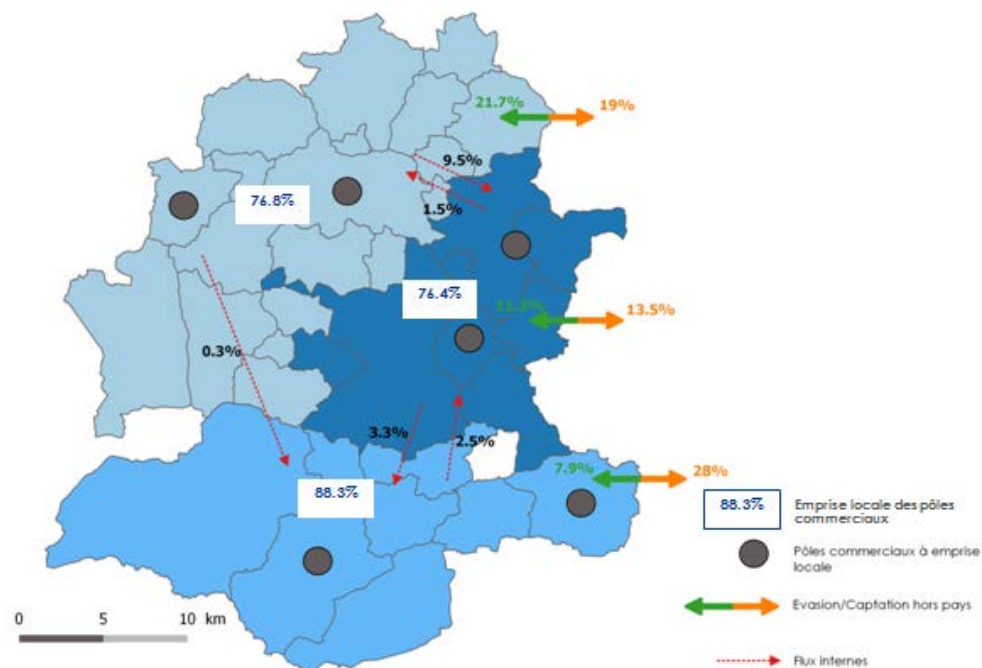 21.7%
19%
9.5%
76.8%
1.5%
76.4%
13.5%
0.3%
3.3%
2.5%
7.9%
28%
88.3%
88.3%
Emprise locale des pôles
commerciaux
Pôles commerciaux à emprise
locale
Evasion/Captation hors pays
Flux internes
0 5 10 km